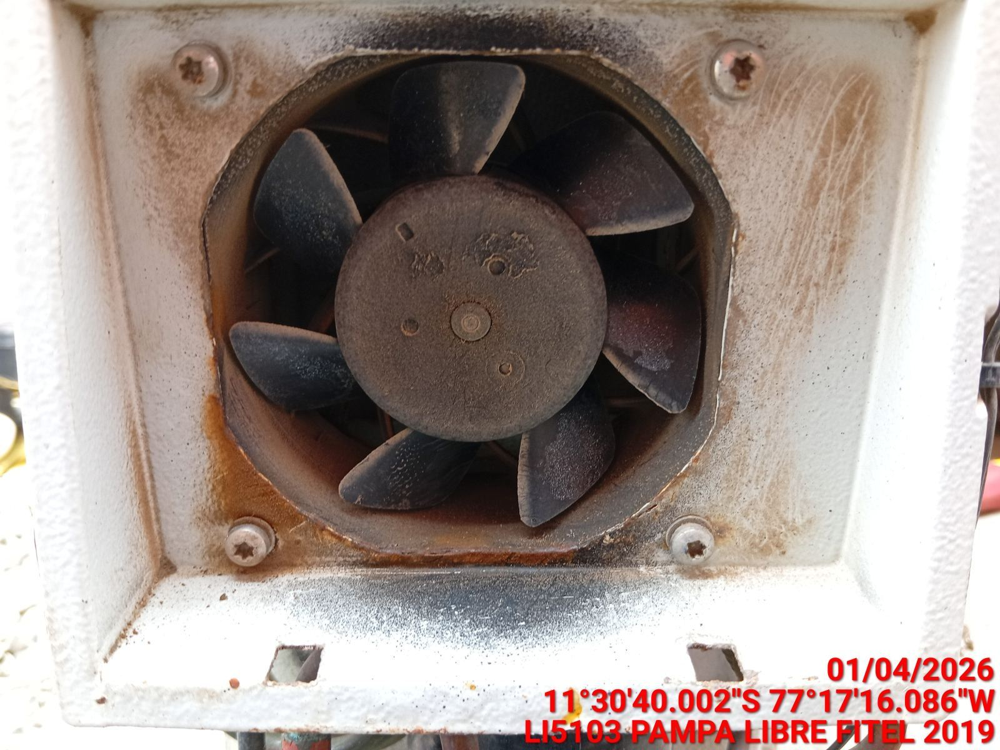 01/04/2026
11°30'40.002"S 77°17'16.086"W
LI5103 PAMPA LIBRE FITEL 2019